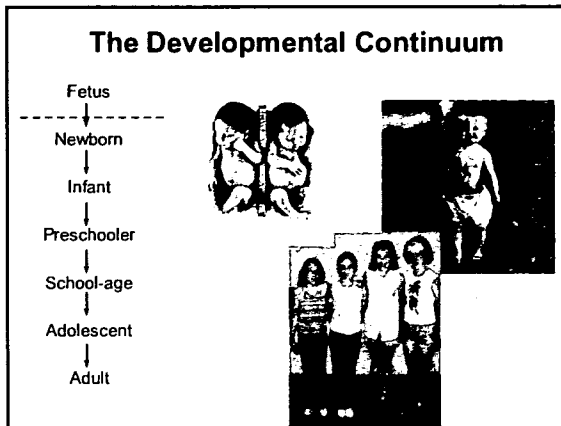 The Developmental Continuum
Fetus
Newborn
Infant
Preschooler
School-age
Adolescent
Adult